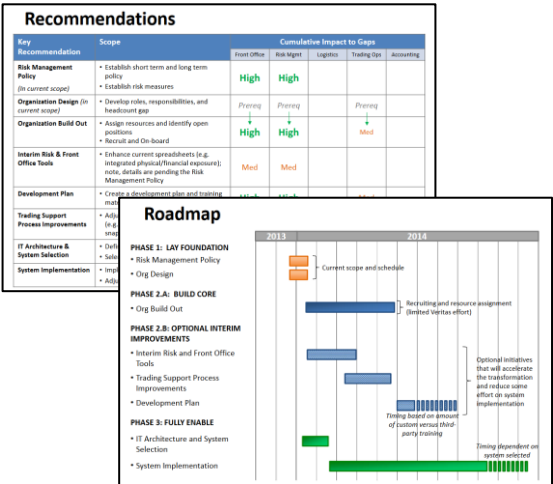 Recommendations
Key Recommendation
Scope
Cumulative Impact to Gaps
Front Office
Risk Mgmt
Logistics
Trading Ops
Accounting
Risk Management Policy
(In current scope)
• Establish short term and long term policy
• Establish risk measures
High
High
Organization Design (in current scope)
• Develop roles, responsibilities, and headcount gap
Prereq
Prereq
Prereq
Organization Build Out
• Assign resources and identify open positions
• Recruit and On-board
High
High
Med
Interim Risk & Front Office Tools
• Enhance current spreadsheets (e.g. integrated physical/financial exposure); note, details are pending the Risk Management Policy
Med
Med
Development Plan
• Create a development plan and training
Trading Support Process Improvements
(e.g.
IT Architecture & System Selection
System Implementation
Roadmap
2013
2014
PHASE 1: LAY FOUNDATION
• Risk Management Policy
• Org Design
Current scope and schedule
PHASE 2.A: BUILD CORE
• Org Build Out
Recruiting and resource assignment
(limited Veritas effort)
PHASE 2.B: OPTIONAL INTERIM
IMPROVEMENTS
• Interim Risk and Front Office
Tools
• Trading Support Process
Improvements
• Development Plan
Optional initiatives
that will accelerate
the transformation
and reduce some
effort on system
implementation
Timing based on amount
of custom versus third-
party training
PHASE 3: FULLY ENABLE
• IT Architecture and System
Selection
• System Implementation
Timing dependent on
system selected